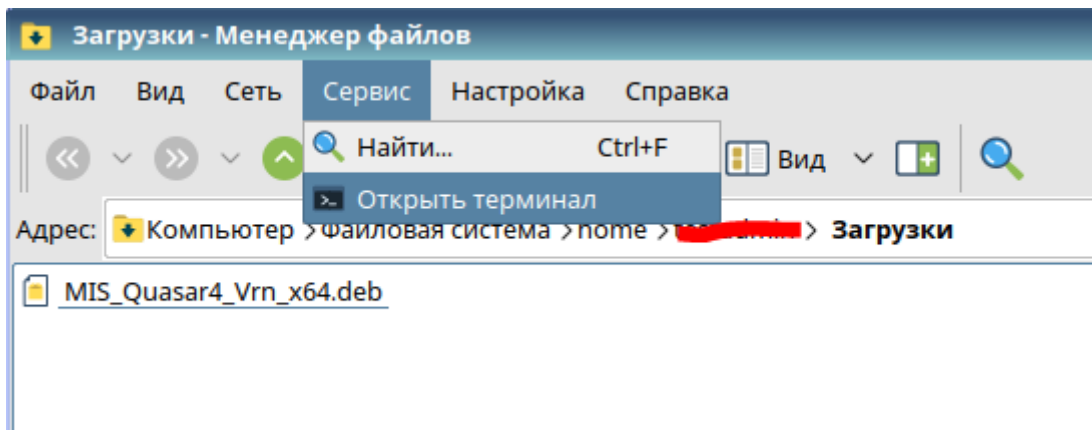 Загрузки - Менеджер файлов
Файл Вид Сеть Сервис Настройка Справка
Найти... Ctrl+F Вид
Открыть терминал
Адрес: Компьютер > Файловая система > home > > Загрузки
MIS_Quasar4_Vrn_x64.deb